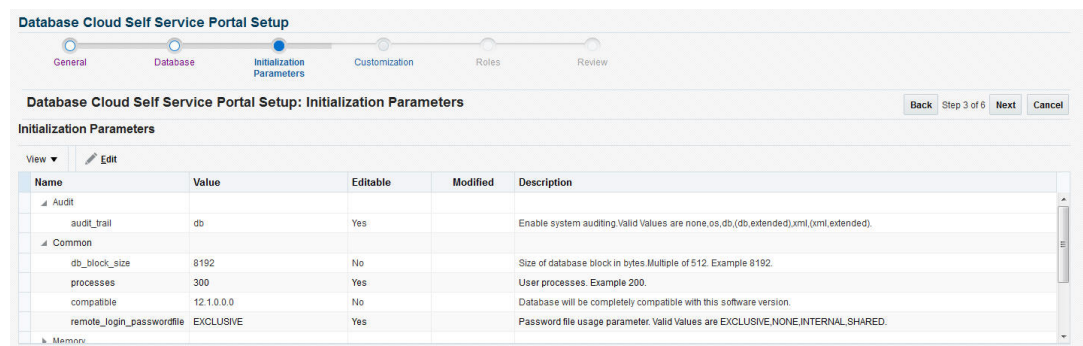 Database Cloud Self Service Portal Setup
General Database Initialization Parameters Customization Roles Review
Database Cloud Self Service Portal Setup: Initialization Parameters
Back Step 3 of 6 Next Cancel
Initialization Parameters
View Edit
Name Value Editable Modified Description
Audit
audit_trail db Yes Enable system auditing.Valid Values are none,os,db,(db,extended),xml,(xml,extended).
Common
db_block_size 8192 No Size of database block in bytes.Multiple of 512. Example 8192.
processes 300 Yes User processes. Example 200.
compatible 12.1.0.0.0 No Database will be completely compatible with this software version.
remote_login_passwordfile EXCLUSIVE Yes Password file usage parameter. Valid Values are EXCLUSIVE,NONE,INTERNAL,SHARED.
Memory